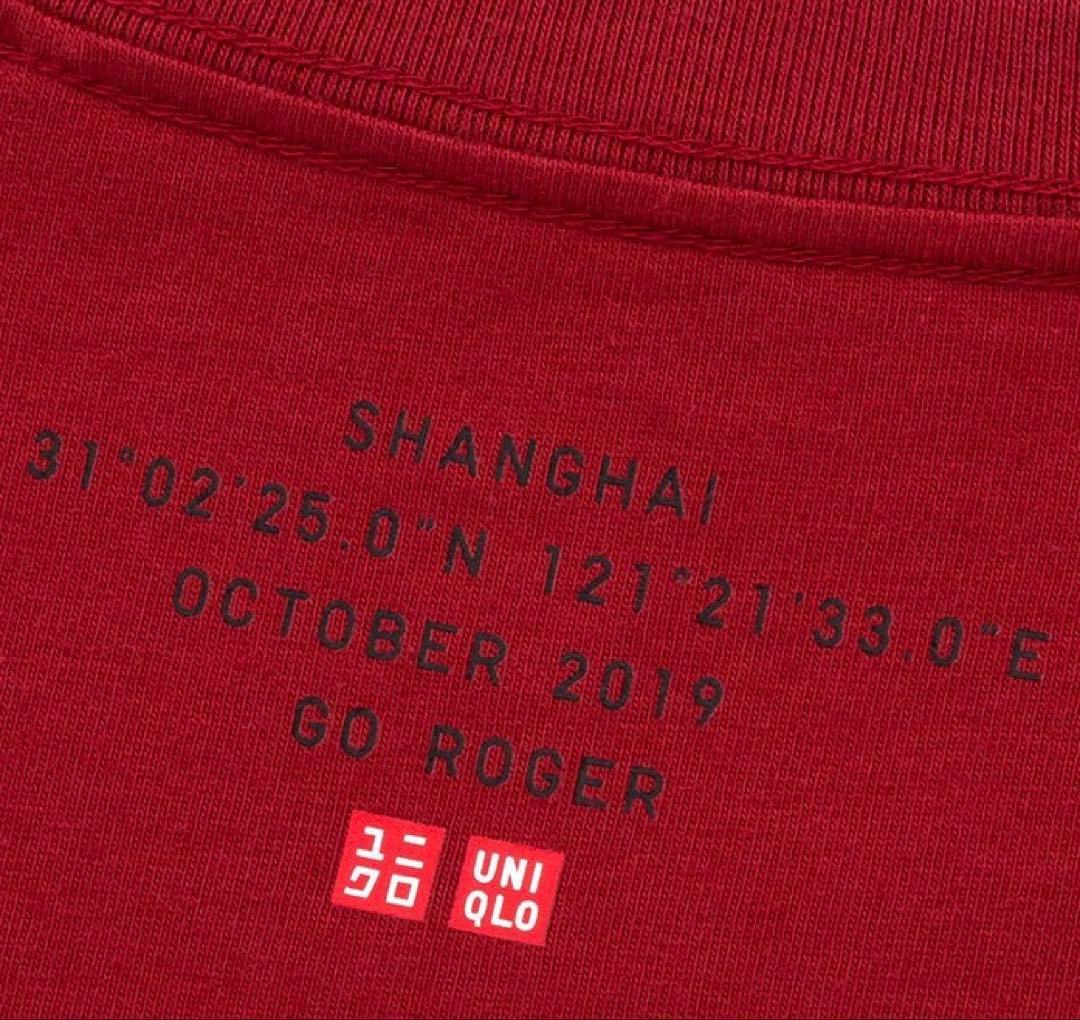 SHANGHAI
31°02'25.0"N 121°21'33.0"E
OCTOBER 2019
GO ROGER
ユニ
クロ
UNI
QLO